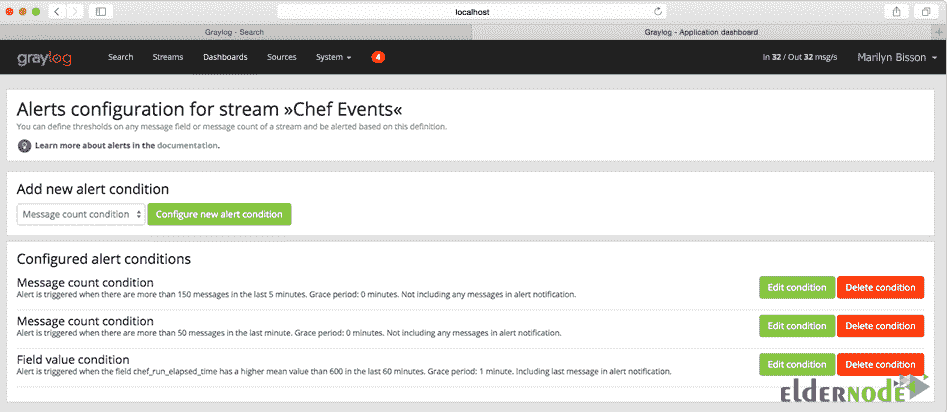 localhost
Graylog - Search
Graylog - Application dashboard
graylog
Search
Streams
Dashboards
Sources
System
4
In 32 / Out 32 msg/s
Marilyn Bisson
Alerts configuration for stream »Chef Events«
You can define thresholds on any message field or message count of a stream and be alerted based on this definition.
Learn more about alerts in the documentation.
Add new alert condition
Message count condition
Configure new alert condition
Configured alert conditions
Message count condition
Alert is triggered when there are more than 150 messages in the last 5 minutes. Grace period: 0 minutes. Not including any messages in alert notification.
Edit condition
Delete condition
Message count condition
Alert is triggered when there are more than 50 messages in the last minute. Grace period: 0 minutes. Not including any messages in alert notification.
Edit condition
Delete condition
Field value condition
Alert is triggered when the field chef_run_elapsed_time has a higher mean value than 600 in the last 60 minutes. Grace period: 1 minute. Including last message in alert notification.
Edit condition
Delete condition
ELDERNODE